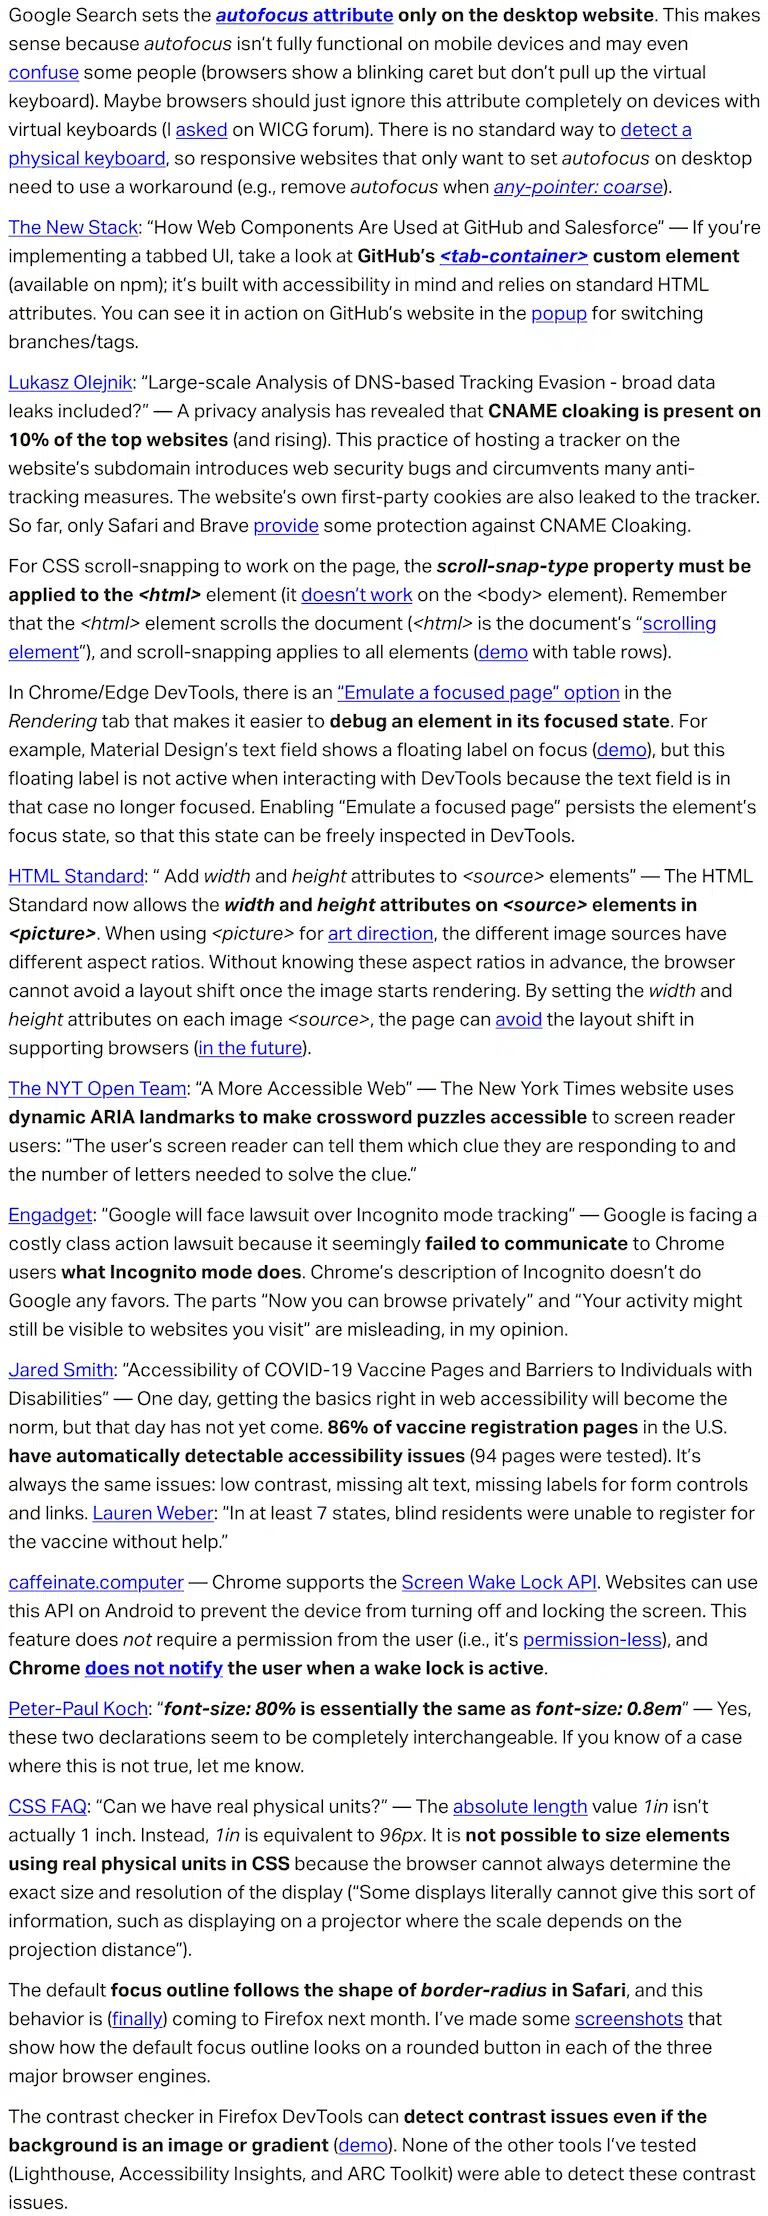 Google Search sets the autofocus attribute only on the desktop website. This makes
sense because autofocus isn’t fully functional on mobile devices and may even
confuse some people (browsers show a blinking caret but don’t pull up the virtual
keyboard). Maybe browsers should just ignore this attribute completely on devices with
virtual keyboards (I asked on WICG forum). There is no standard way to detect a
physical keyboard, so responsive websites that only want to set autofocus on desktop
need to use a workaround (e.g., remove autofocus when any-pointer: coarse).
The New Stack: “How Web Components Are Used at GitHub and Salesforce” — If you’re
implementing a tabbed UI, take a look at GitHub’s <tab-container> custom element
(available on npm); it’s built with accessibility in mind and relies on standard HTML
attributes. You can see it in action on GitHub’s website in the popup for switching
branches/tags.
Lukasz Olejnik: “Large-scale Analysis of DNS-based Tracking Evasion - broad data
leaks included?” — A privacy analysis has revealed that CNAME cloaking is present on
10% of the top websites (and rising). This practice of hosting a tracker on the
website’s subdomain introduces web security bugs and circumvents many anti-
tracking measures. The website’s own first-party cookies are also leaked to the tracker.
So far, only Safari and Brave provide some protection against CNAME Cloaking.
For CSS scroll-snapping to work on the page, the scroll-snap-type property must be
applied to the <html> element (it doesn’t work on the <body> element). Remember
that the <html> element scrolls the document (<html> is the document’s “scrolling
element”), and scroll-snapping applies to all elements (demo with table rows).
In Chrome/Edge DevTools, there is an “Emulate a focused page” option in the
Rendering tab that makes it easier to debug an element in its focused state. For
example, Material Design’s text field shows a floating label on focus (demo), but this
floating label is not active when interacting with DevTools because the text field is in
that case no longer focused. Enabling “Emulate a focused page” persists the element’s
focus state, so that this state can be freely inspected in DevTools.
HTML Standard: “ Add width and height attributes to <source> elements” — The HTML
Standard now allows the width and height attributes on <source> elements in
<picture>. When using <picture> for art direction, the different image sources have
different aspect ratios. Without knowing these aspect ratios in advance, the browser
cannot avoid a layout shift once the image starts rendering. By setting the width and
height attributes on each image <source>, the page can avoid the layout shift in
supporting browsers (in the future).
The NYT Open Team: “A More Accessible Web” — The New York Times website uses
dynamic ARIA landmarks to make crossword puzzles accessible to screen reader
users: “The user’s screen reader can tell them which clue they are responding to and
the number of letters needed to solve the clue.”
Engadget: “Google will face lawsuit over Incognito mode tracking” — Google is facing a
costly class action lawsuit because it seemingly failed to communicate to Chrome
users what Incognito mode does. Chrome’s description of Incognito doesn’t do
Google any favors. The parts “Now you can browse privately” and “Your activity might
still be visible to websites you visit” are misleading, in my opinion.
Jared Smith: “Accessibility of COVID-19 Vaccine Pages and Barriers to Individuals with
Disabilities” — One day, getting the basics right in web accessibility will become the
norm, but that day has not yet come. 86% of vaccine registration pages in the U.S.
have automatically detectable accessibility issues (94 pages were tested). It’s
always the same issues: low contrast, missing alt text, missing labels for form controls
and links. Lauren Weber: “In at least 7 states, blind residents were unable to register for
the vaccine without help.”
caffeinate.computer — Chrome supports the Screen Wake Lock API. Websites can use
this API on Android to prevent the device from turning off and locking the screen. This
feature does not require a permission from the user (i.e., it’s permission-less), and
Chrome does not notify the user when a wake lock is active.
Peter-Paul Koch: “font-size: 80% is essentially the same as font-size: 0.8em” — Yes,
these two declarations seem to be completely interchangeable. If you know of a case
where this is not true, let me know.
CSS FAQ: “Can we have real physical units?” — The absolute length value 1in isn’t
actually 1 inch. Instead, 1in is equivalent to 96px. It is not possible to size elements
using real physical units in CSS because the browser cannot always determine the
exact size and resolution of the display (“Some displays literally cannot give this sort of
information, such as displaying on a projector where the scale depends on the
projection distance”).
The default focus outline follows the shape of border-radius in Safari, and this
behavior is (finally) coming to Firefox next month. I’ve made some screenshots that
show how the default focus outline looks on a rounded button in each of the three
major browser engines.
The contrast checker in Firefox DevTools can detect contrast issues even if the
background is an image or gradient (demo). None of the other tools I’ve tested
(Lighthouse, Accessibility Insights, and ARC Toolkit) were able to detect these contrast
issues.